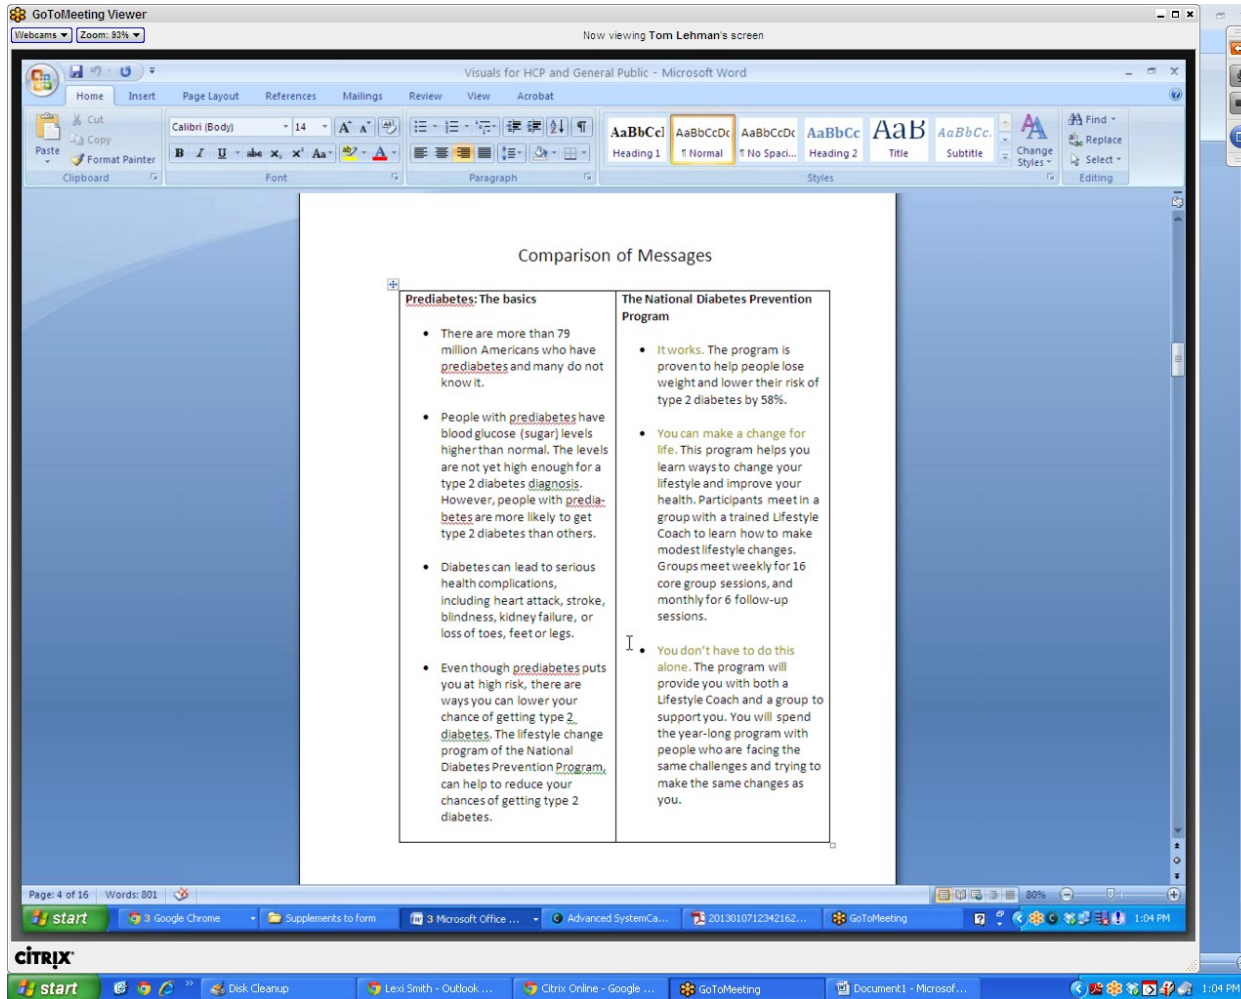 GoToMeeting Viewer
Webcams
Zoom: 93%
Now viewing Tom Lehman's screen
Visuals for HCP and General Public - Microsoft Word
Home Insert Page Layout References Mailings Review View Acrobat
Paste
Cut
Copy
Format Painter
Clipboard
Calibri (Body) 14
Font
Paragraph
AaBbCcl AaBbCcDc AaBbCcDc AaBbCc AaB AaBbCc.
Heading 1 ¶ Normal ¶ No Spaci... Heading 2 Title Subtitle
Change Styles
Styles
Find
Replace
Select
Editing
Comparison of Messages
Prediabetes: The basics
There are more than 79
million Americans who have
prediabetes and many do not
know it.
People with prediabetes have
blood glucose (sugar) levels
higher than normal. The levels
are not yet high enough for a
type 2 diabetes diagnosis.
However, people with predia-
betes are more likely to get
type 2 diabetes than others.
Diabetes can lead to serious
health complications,
including heart attack, stroke,
blindness, kidney failure, or
loss of toes, feet or legs.
Even though prediabetes puts
you at high risk, there are
ways you can lower your
chance of getting type 2
diabetes. The lifestyle change
program of the National
Diabetes Prevention Program,
can help to reduce your
chances of getting type 2
diabetes.
The National Diabetes Prevention
Program
It works. The program is
proven to help people lose
weight and lower their risk of
type 2 diabetes by 58%.
You can make a change for
life. This program helps you
learn ways to change your
lifestyle and improve your
health. Participants meet in a
group with a trained Lifestyle
Coach to learn how to make
modest lifestyle changes.
Groups meet weekly for 16
core group sessions, and
monthly for 6 follow-up
sessions.
You don't have to do this
alone. The program will
provide you with both a
Lifestyle Coach and a group to
support you. You will spend
the year-long program with
people who are facing the
same challenges and trying to
make the same changes as
you.
Page: 4 of 16 Words: 801
80%
start 3 Google Chrome Supplements to form 3 Microsoft Office ... Advanced SystemCa... 2013010712342162... GoToMeeting 1:04 PM
CITRIX
start Disk Cleanup Lexi Smith - Outlook ... Citrix Online - Google ... GoToMeeting Document1 - Microsof... 1:04 PM